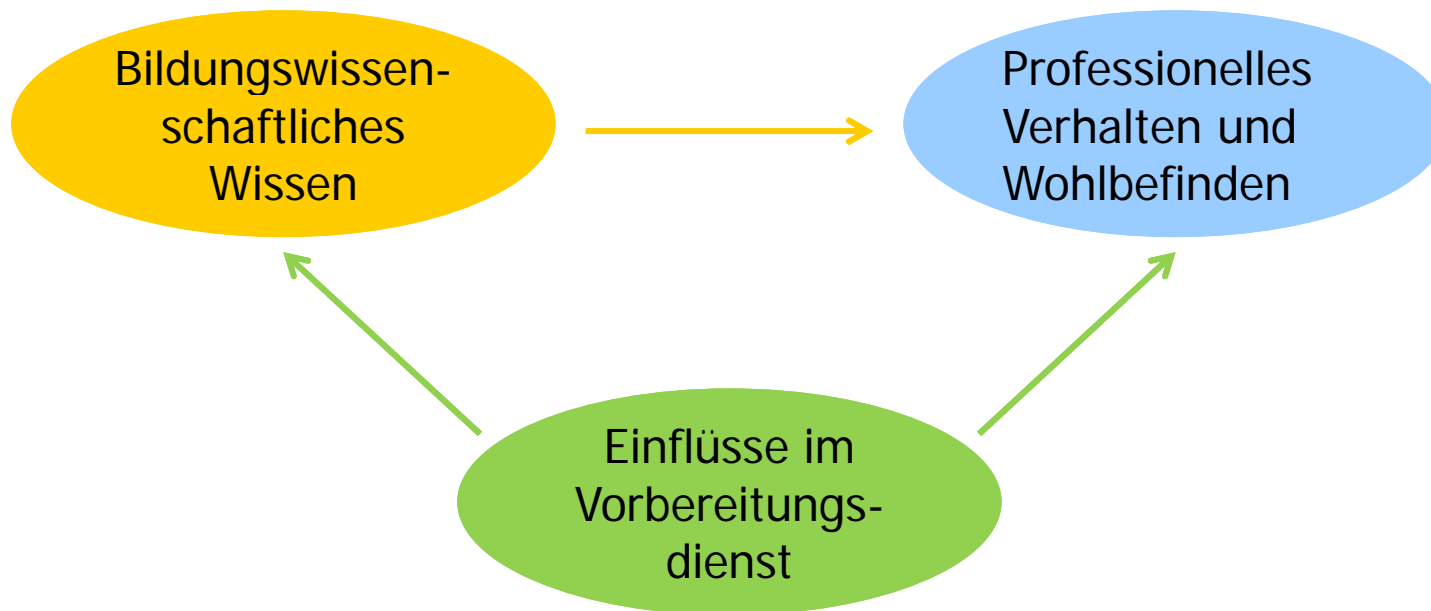 Bildungswissen-
schaftliches
Wissen
Professionelles
Verhalten und
Wohlbefinden
Einflüsse im
Vorbereitungs-
dienst